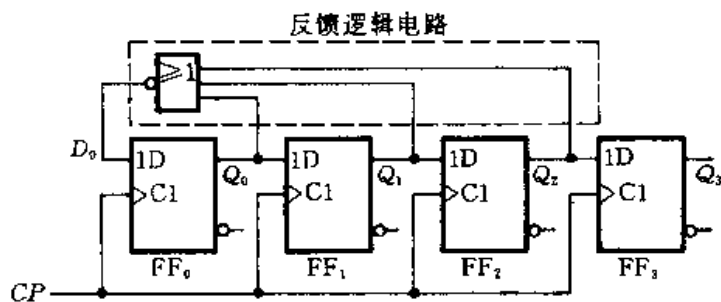 反馈逻辑电路
≥1
D₀
1D Q₀ 1D Q₁ 1D Q₂ 1D Q₃
C1 C1 C1 C1
FF₀ FF₁ FF₂ FF₃
CP